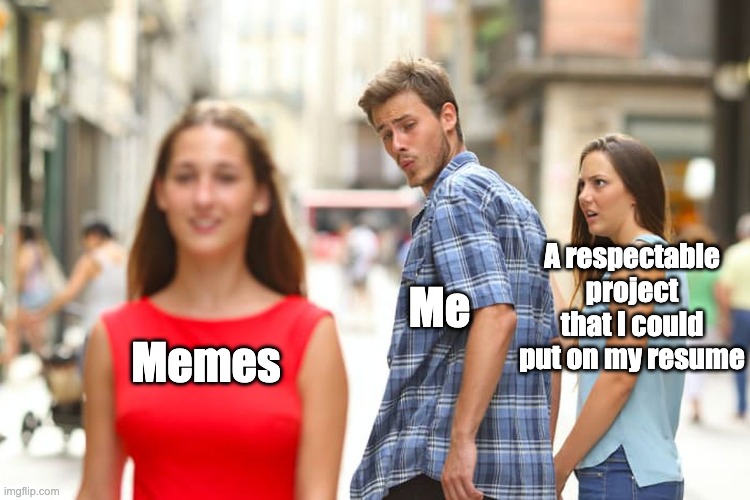 Memes
Me
A respectable
project
that I could
put on my resume
imgflip.com